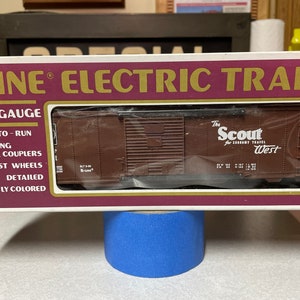 SPECIAL
INE® ELECTRIC TRAI
GAUGE
TO - RUN
NG
COUPLERS
ST WHEELS
DETAILED
LY COLORED
The
Scout
for ECONOMY TRAVEL
West